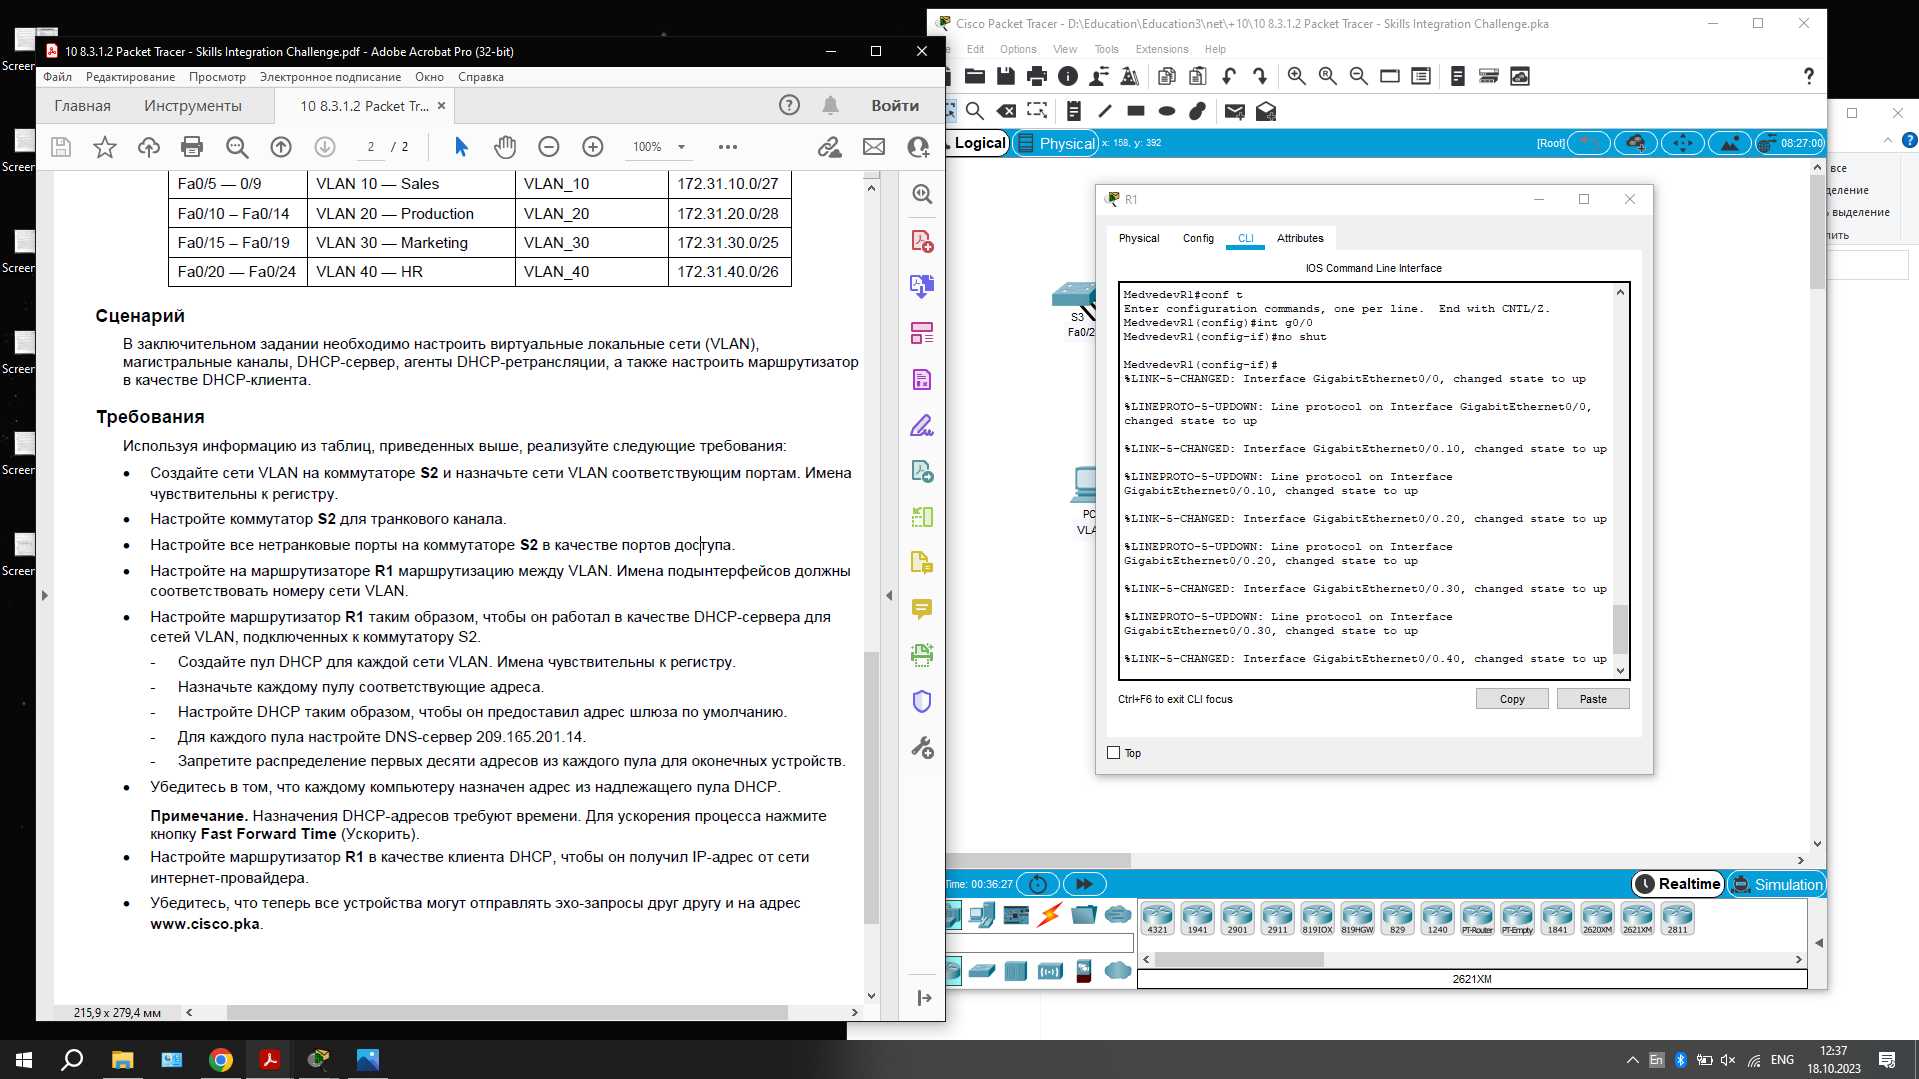 10 8.3.1.2 Packet Tracer - Skills Integration Challenge.pdf - Adobe Acrobat Pro (32-bit)
Файл Редактирование Просмотр Электронное подписание Окно Справка
Главная Инструменты 10 8.3.1.2 Packet Tr... × Войти
2 / 2 100%
Fa0/5 — 0/9 VLAN 10 — Sales VLAN_10 172.31.10.0/27
Fa0/10 – Fa0/14 VLAN 20 — Production VLAN_20 172.31.20.0/28
Fa0/15 – Fa0/19 VLAN 30 — Marketing VLAN_30 172.31.30.0/25
Fa0/20 — Fa0/24 VLAN 40 — HR VLAN_40 172.31.40.0/26
Сценарий
В заключительном задании необходимо настроить виртуальные локальные сети (VLAN),
магистральные каналы, DHCP-сервер, агенты DHCP-ретрансляции, а также настроить маршрутизатор
в качестве DHCP-клиента.
Требования
Используя информацию из таблиц, приведенных выше, реализуйте следующие требования:
• Создайте сети VLAN на коммутаторе S2 и назначьте сети VLAN соответствующим портам. Имена
чувствительны к регистру.
• Настройте коммутатор S2 для транкового канала.
• Настройте все нетранковые порты на коммутаторе S2 в качестве портов доступа.
• Настройте на маршрутизаторе R1 маршрутизацию между VLAN. Имена подынтерфейсов должны
соответствовать номеру сети VLAN.
• Настройте маршрутизатор R1 таким образом, чтобы он работал в качестве DHCP-сервера для
сетей VLAN, подключенных к коммутатору S2.
- Создайте пул DHCP для каждой сети VLAN. Имена чувствительны к регистру.
- Назначьте каждому пулу соответствующие адреса.
- Настройте DHCP таким образом, чтобы он предоставил адрес шлюза по умолчанию.
- Для каждого пула настройте DNS-сервер 209.165.201.14.
- Запретите распределение первых десяти адресов из каждого пула для оконечных устройств.
• Убедитесь в том, что каждому компьютеру назначен адрес из надлежащего пула DHCP.
Примечание. Назначения DHCP-адресов требуют времени. Для ускорения процесса нажмите
кнопку Fast Forward Time (Ускорить).
• Настройте маршрутизатор R1 в качестве клиента DHCP, чтобы он получил IP-адрес от сети
интернет-провайдера.
• Убедитесь, что теперь все устройства могут отправлять эхо-запросы друг другу и на адрес
www.cisco.pka.
215,9 x 279,4 мм
Cisco Packet Tracer - D:\Education\Education3\net\+10\10 8.3.1.2 Packet Tracer - Skills Integration Challenge.pka
Edit Options View Tools Extensions Help
Logical Physical x: 158, y: 392 [Root] 08:27:00
S3
Fa0/2
PC
VLA
R1
Physical Config CLI Attributes
IOS Command Line Interface
MedvedevR1#conf t
Enter configuration commands, one per line. End with CNTL/Z.
MedvedevR1(config)#int g0/0
MedvedevR1(config-if)#no shut
MedvedevR1(config-if)#
%LINK-5-CHANGED: Interface GigabitEthernet0/0, changed state to up
%LINEPROTO-5-UPDOWN: Line protocol on Interface GigabitEthernet0/0,
changed state to up
%LINK-5-CHANGED: Interface GigabitEthernet0/0.10, changed state to up
%LINEPROTO-5-UPDOWN: Line protocol on Interface
GigabitEthernet0/0.10, changed state to up
%LINK-5-CHANGED: Interface GigabitEthernet0/0.20, changed state to up
%LINEPROTO-5-UPDOWN: Line protocol on Interface
GigabitEthernet0/0.20, changed state to up
%LINK-5-CHANGED: Interface GigabitEthernet0/0.30, changed state to up
%LINEPROTO-5-UPDOWN: Line protocol on Interface
GigabitEthernet0/0.30, changed state to up
%LINK-5-CHANGED: Interface GigabitEthernet0/0.40, changed state to up
Ctrl+F6 to exit CLI focus Copy Paste
Top
Time: 00:36:27 Realtime Simulation
4321 1941 2901 2911 819IOX 819HGW 829 1240 PT-Router PT-Empty 1841 2620XM 2621XM 2811
2621XM
все
деление
выделение
лить
Screen
Screen
Screen
Screen
Screen
Screen
En ENG 12:37
18.10.2023